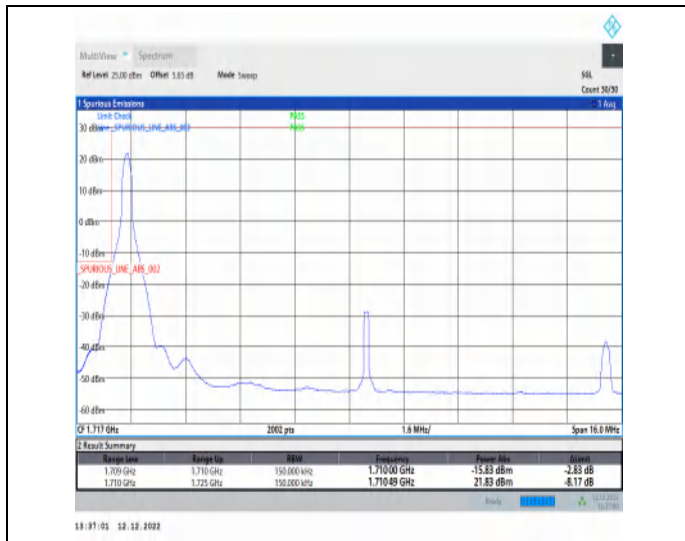 MultiView Spectrum
Ref Level 25.00 dBm Offset 5.65 dB Mode Sweep SGL
Count 30/30
1 Spurious Emissions 1 Avg
Limit Check PASS
30 dBm Line _SPURIOUS_LINE_ABS_002 PASS
20 dBm
10 dBm
0 dBm
-10 dBm
_SPURIOUS_LINE_ABS_002
-20 dBm
-30 dBm
-40 dBm
-50 dBm
-60 dBm
CF 1.717 GHz 2002 pts 1.6 MHz/ Span 16.0 MHz
2 Result Summary
Range Low Range Up RBW Frequency Power Abs ΔLimit
1.709 GHz 1.710 GHz 150.000 kHz 1.71000 GHz -15.83 dBm -2.83 dB
1.710 GHz 1.725 GHz 150.000 kHz 1.71049 GHz 21.83 dBm -8.17 dB
Ready 12.12.2022
13:37:01 12.12.2022